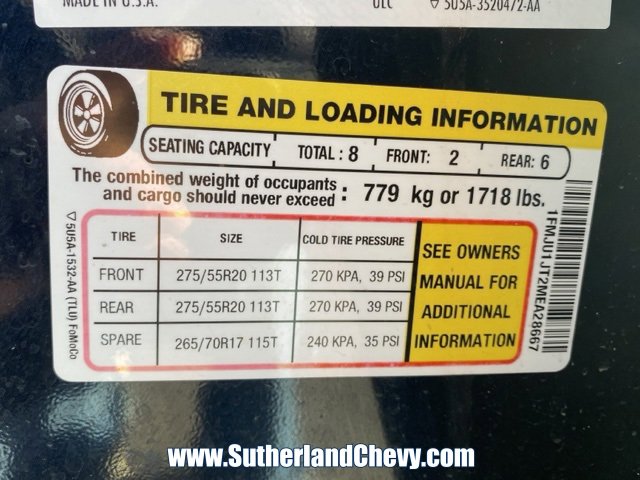 MADE IN U.S.A.
ULC ▽ 5U5A-3520472-AA
TIRE AND LOADING INFORMATION
SEATING CAPACITY TOTAL : 8 FRONT: 2 REAR: 6
The combined weight of occupants
and cargo should never exceed : 779 kg or 1718 lbs.
TIRE SIZE COLD TIRE PRESSURE
FRONT 275/55R20 113T 270 KPA, 39 PSI
REAR 275/55R20 113T 270 KPA, 39 PSI
SPARE 265/70R17 115T 240 KPA, 35 PSI
SEE OWNERS
MANUAL FOR
ADDITIONAL
INFORMATION
▽ 5U5A-1532-AA (TLU) FoMoCo
1FMJU1JT2MEA28667
www.SutherlandChevy.com